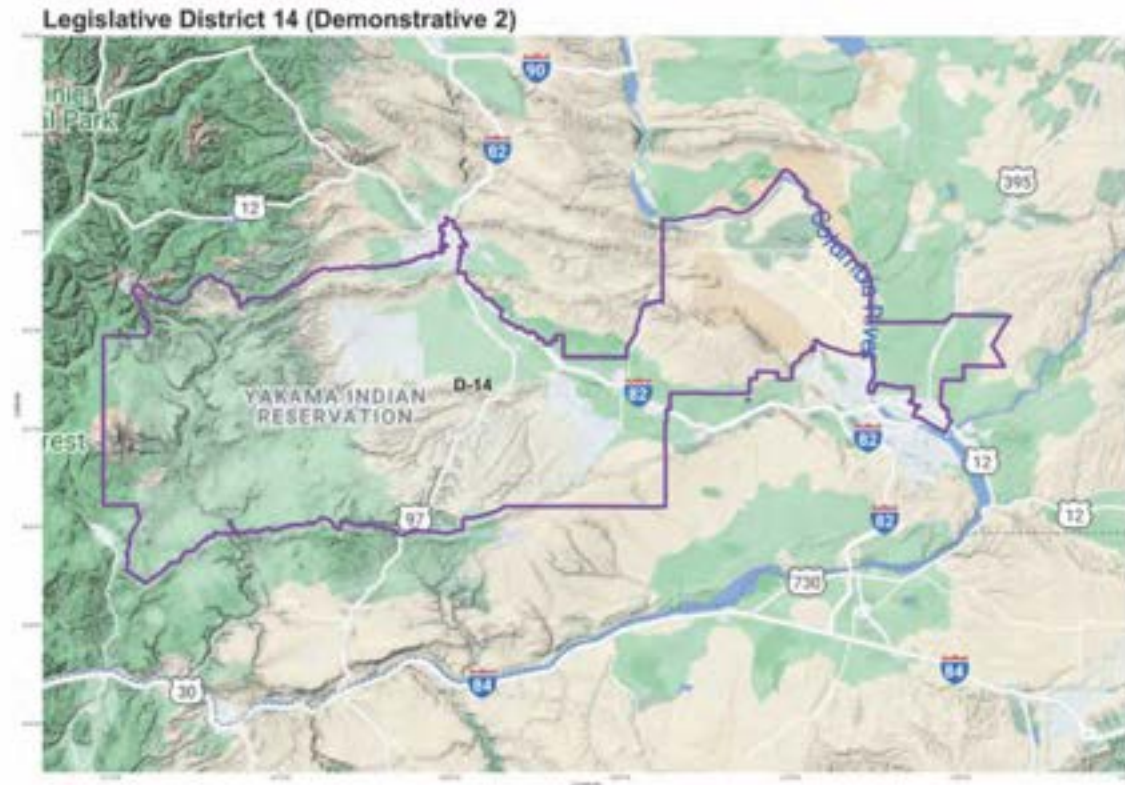 Legislative District 14 (Demonstrative 2)
90
inie
al Park
82
395
12
Columbia River
D-14
YAKAMA INDIAN
RESERVATION
82
rest
82
12
97
82
12
730
84
84
30